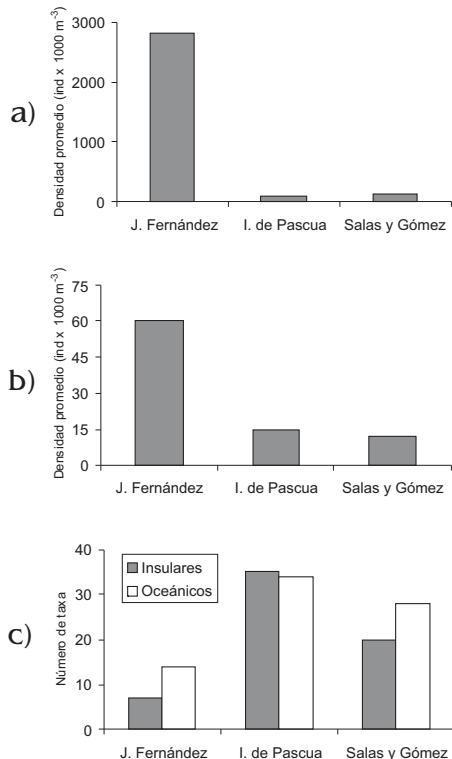 a)
Densidad promedio (ind x 1000 m⁻³)
3000
2000
1000
0
J. Fernández I. de Pascua Salas y Gómez
b)
Densidad promedio (ind x 1000 m⁻³)
75
60
45
30
15
0
J. Fernández I. de Pascua Salas y Gómez
c)
Número de taxa
40
30
20
10
0
Insulares
Oceánicos
J. Fernández I. de Pascua Salas y Gómez